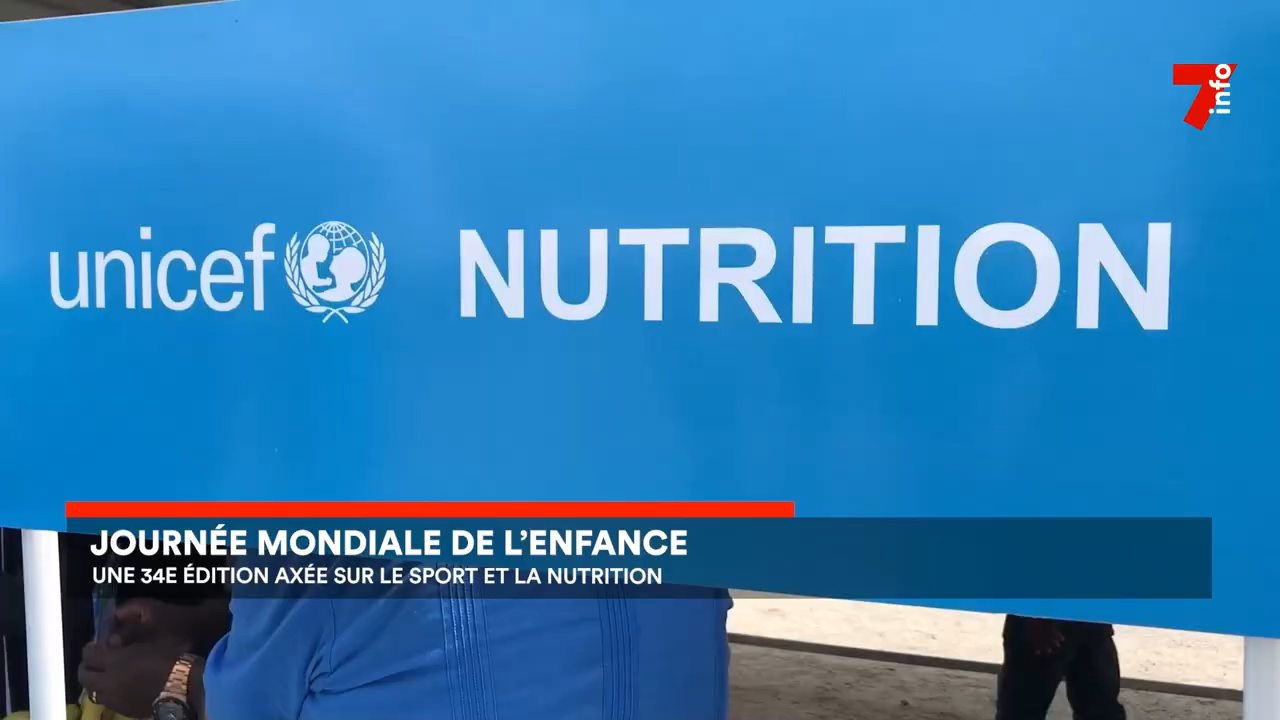 7 info
unicef NUTRITION
JOURNÉE MONDIALE DE L'ENFANCE
UNE 34E ÉDITION AXÉE SUR LE SPORT ET LA NUTRITION